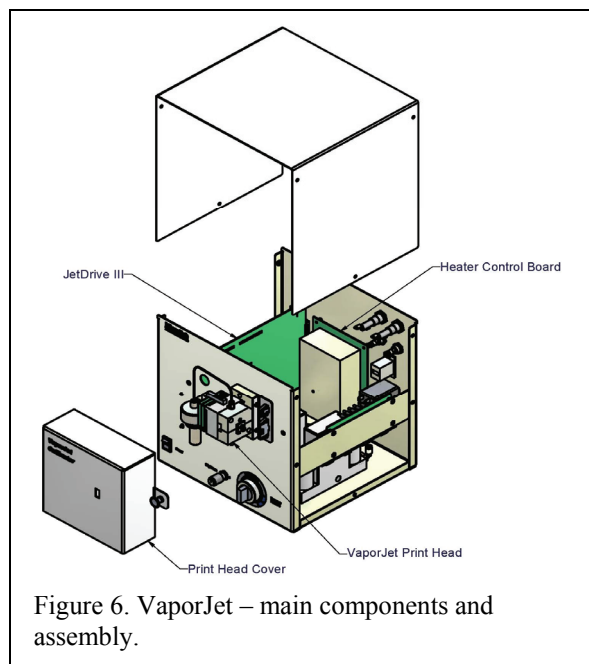 JetDrive III
Heater Control Board
VaporJet Print Head
Print Head Cover
Figure 6. VaporJet – main components and
assembly.